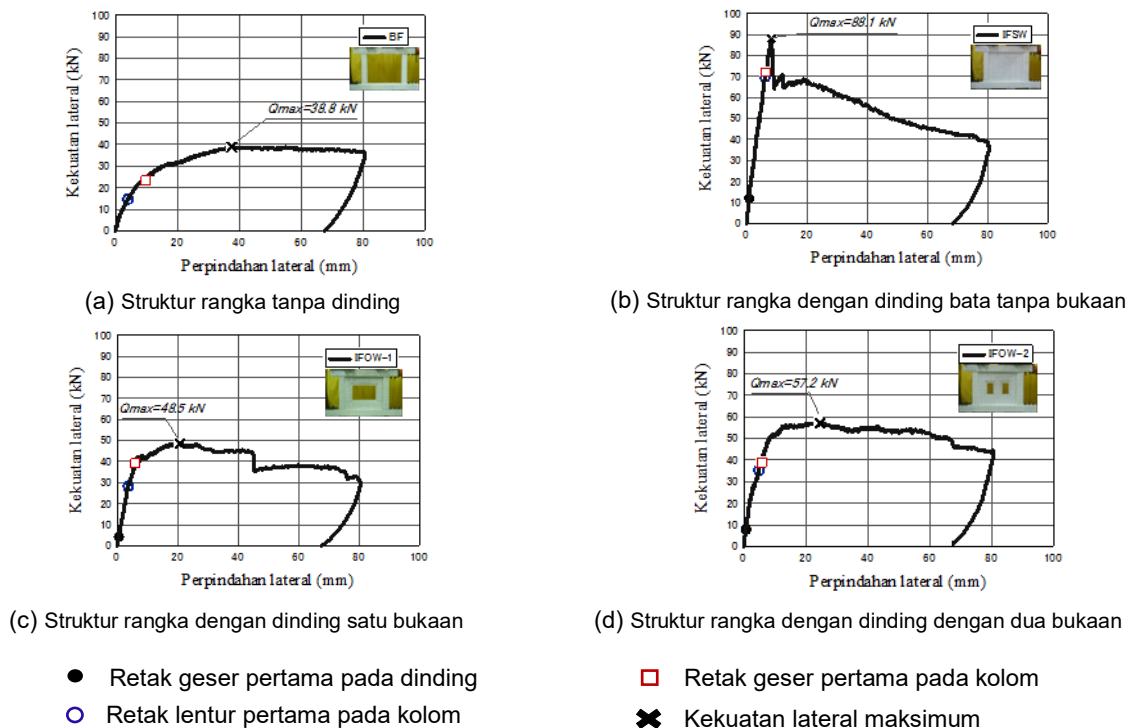 100
90
80
70
60
50
40
30
20
10
0
Kekuatan lateral (kN)
BF
Qmax=38.8 kN
0 20 40 60 80 100
Perpindahan lateral (mm)
(a) Struktur rangka tanpa dinding
100
90
80
70
60
50
40
30
20
10
0
Kekuatan lateral (kN)
Qmax=88.1 kN
IFSW
0 20 40 60 80 100
Perpindahan lateral (mm)
(b) Struktur rangka dengan dinding bata tanpa bukaan
100
90
80
70
60
50
40
30
20
10
0
Kekuatan lateral (kN)
IFOW-1
Qmax=48.5 kN
0 20 40 60 80 100
Perpindahan lateral (mm)
(c) Struktur rangka dengan dinding satu bukaan
100
90
80
70
60
50
40
30
20
10
0
Kekuatan lateral (kN)
IFOW-2
Qmax=57.2 kN
0 20 40 60 80 100
Perpindahan lateral (mm)
(d) Struktur rangka dengan dinding dengan dua bukaan
Retak geser pertama pada dinding
Retak geser pertama pada kolom
Retak lentur pertama pada kolom
Kekuatan lateral maksimum